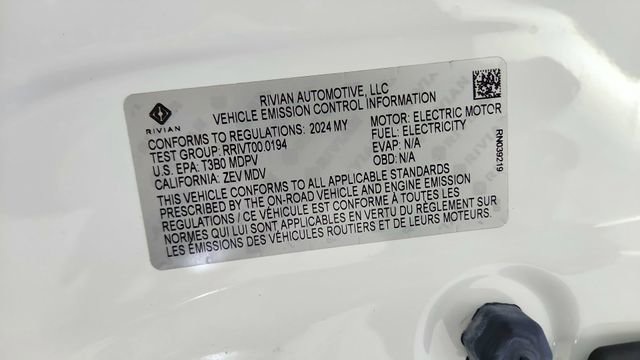 RIVIAN AUTOMOTIVE, LLC
VEHICLE EMISSION CONTROL INFORMATION
RIVIAN
CONFORMS TO REGULATIONS: 2024 MY
TEST GROUP: RRIVT00.0194
U.S. EPA: T3B0 MDPV
CALIFORNIA: ZEV MDV
MOTOR: ELECTRIC MOTOR
FUEL: ELECTRICITY
EVAP: N/A
OBD: N/A
THIS VEHICLE CONFORMS TO ALL APPLICABLE STANDARDS
PRESCRIBED BY THE ON-ROAD VEHICLE AND ENGINE EMISSION
REGULATIONS / CE VÉHICULE EST CONFORME À TOUTES LES
NORMES QUI LUI SONT APPLICABLES EN VERTU DU RÈGLEMENT SUR
LES ÉMISSIONS DES VÉHICULES ROUTIERS ET DE LEURS MOTEURS.
RN039219